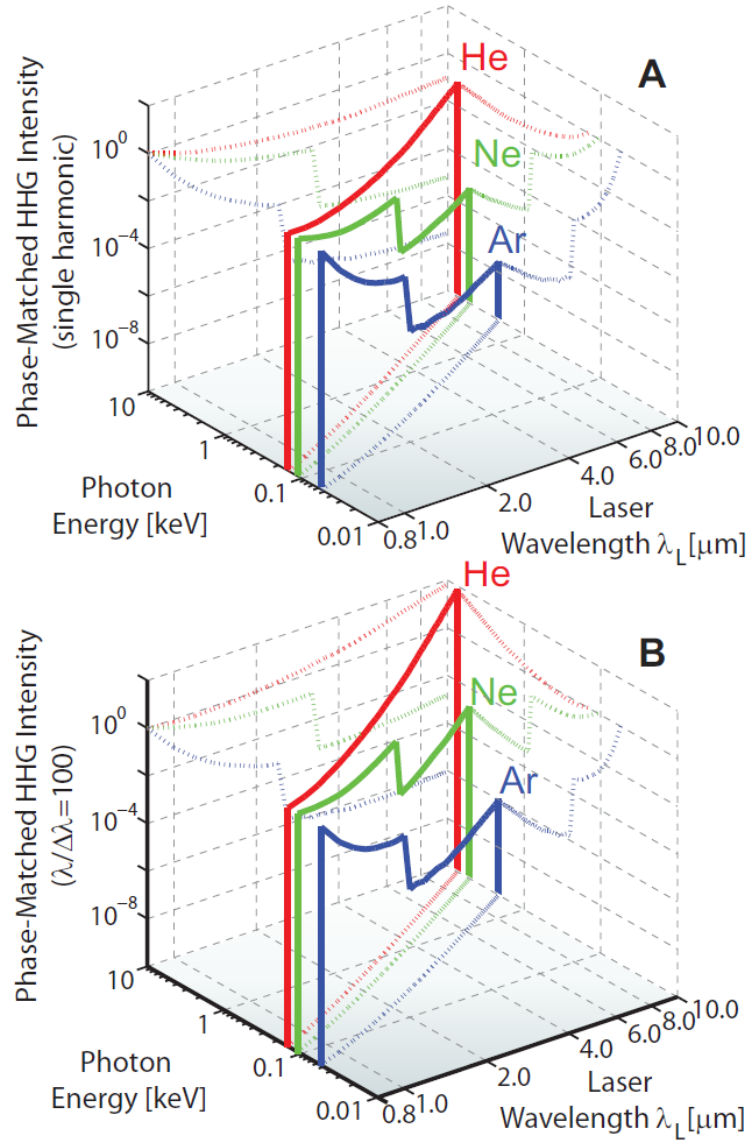 A
He
Ne
Ar
Phase-Matched HHG Intensity
(single harmonic)
10^0
10^-4
10^-8
10
1
0.1
0.01
Photon
Energy [keV]
0.8
1.0
2.0
4.0
6.0
8.0
10.0
Laser
Wavelength λ_L[μm]
B
He
Ne
Ar
Phase-Matched HHG Intensity
(λ/Δλ=100)
10^0
10^-4
10^-8
10
1
0.1
0.01
Photon
Energy [keV]
0.8
1.0
2.0
4.0
6.0
8.0
10.0
Laser
Wavelength λ_L[μm]